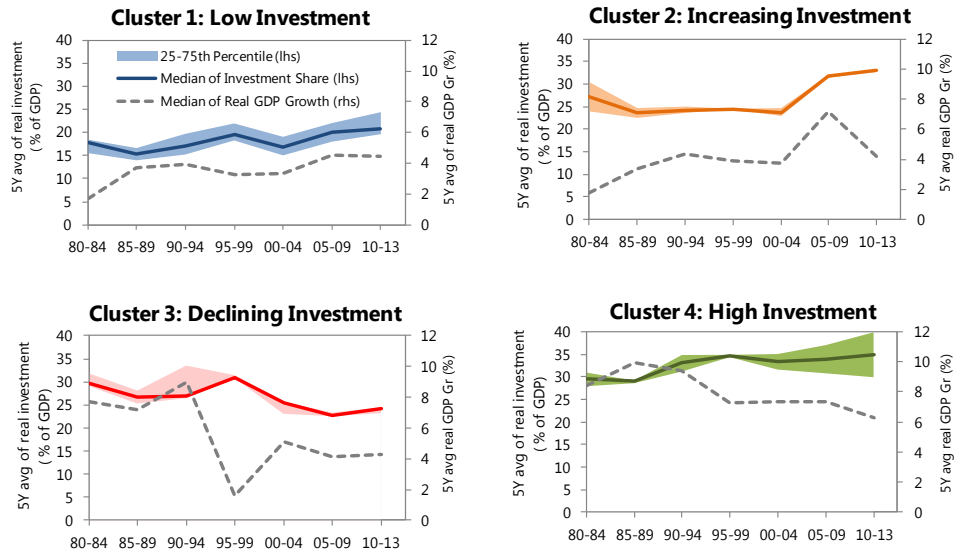 Cluster 1: Low Investment
5Y avg of real investment
( % of GDP)
40
35
30
25
20
15
10
5
0
25-75th Percentile (lhs)
Median of Investment Share (lhs)
Median of Real GDP Growth (rhs)
12
10
8
6
4
2
0
5Y avg of real GDP Gr (%)
80-84 85-89 90-94 95-99 00-04 05-09 10-13
Cluster 2: Increasing Investment
5Y avg of real investment
( % of GDP)
40
35
30
25
20
15
10
5
0
12
10
8
6
4
2
0
5Y avg of real GDP Gr (%)
80-84 85-89 90-94 95-99 00-04 05-09 10-13
Cluster 3: Declining Investment
5Y avg of real investment
( % of GDP)
40
35
30
25
20
15
10
5
0
12
10
8
6
4
2
0
5Y avg real GDP Gr (%)
80-84 85-89 90-94 95-99 00-04 05-09 10-13
Cluster 4: High Investment
5Y avg of real investment
( % of GDP)
40
35
30
25
20
15
10
5
0
12
10
8
6
4
2
0
5Y avg real GDP Gr (%)
80-84 85-89 90-94 95-99 00-04 05-09 10-13